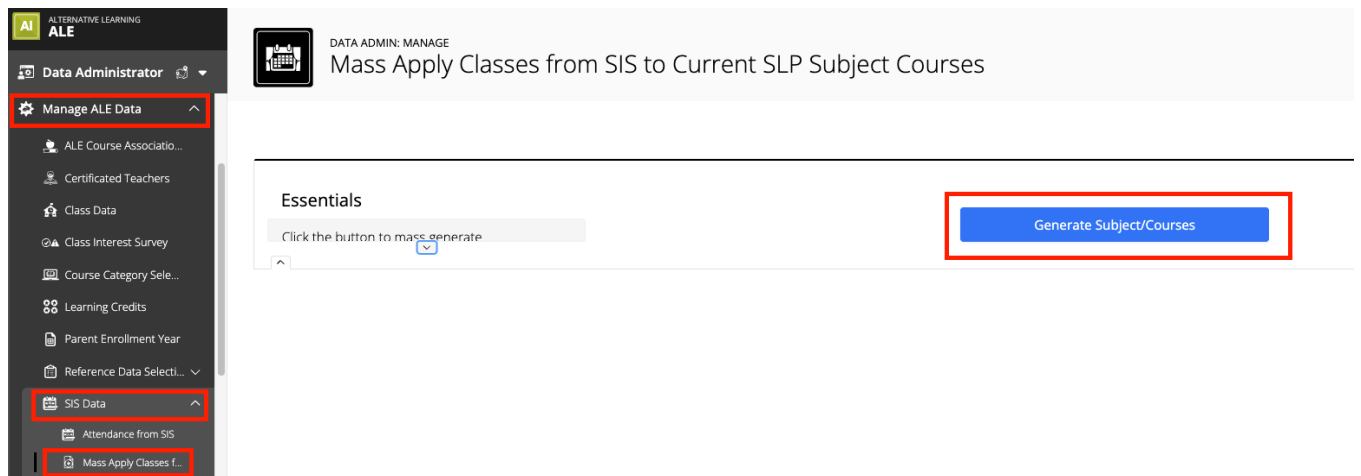 AI
ALTERNATIVE LEARNING
ALE
Data Administrator
Manage ALE Data
ALE Course Associatio...
Certificated Teachers
Class Data
Class Interest Survey
Course Category Sele...
Learning Credits
Parent Enrollment Year
Reference Data Selecti...
SIS Data
Attendance from SIS
Mass Apply Classes f...
DATA ADMIN: MANAGE
Mass Apply Classes from SIS to Current SLP Subject Courses
Essentials
Click the button to mass generate
Generate Subject/Courses